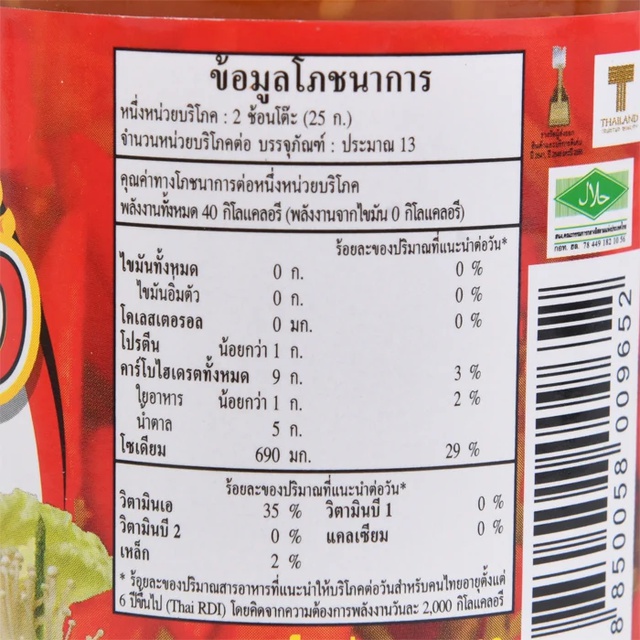 ข้อมูลโภชนาการ
หนึ่งหน่วยบริโภค : 2 ช้อนโต๊ะ (25 ก.)
จำนวนหน่วยบริโภคต่อ บรรจุภัณฑ์ : ประมาณ 13
คุณค่าทางโภชนาการต่อหนึ่งหน่วยบริโภค
พลังงานทั้งหมด 40 กิโลแคลอรี (พลังงานจากไขมัน 0 กิโลแคลอรี)
ร้อยละของปริมาณที่แนะนำต่อวัน*
ไขมันทั้งหมด 0 ก. 0 %
ไขมันอิ่มตัว 0 ก. 0 %
โคเลสเตอรอล 0 มก. 0 %
โปรตีน น้อยกว่า 1 ก.
คาร์โบไฮเดรตทั้งหมด 9 ก. 3 %
ใยอาหาร น้อยกว่า 1 ก. 2 %
น้ำตาล 5 ก.
โซเดียม 690 มก. 29 %
ร้อยละของปริมาณที่แนะนำต่อวัน*
วิตามินเอ 35 % วิตามินบี 1 0 %
วิตามินบี 2 0 % แคลเซียม 0 %
เหล็ก 2 %
* ร้อยละของปริมาณสารอาหารที่แนะนำให้บริโภคต่อวันสำหรับคนไทยอายุตั้งแต่
6 ปีขึ้นไป (Thai RDI) โดยคิดจากความต้องการพลังงานวันละ 2,000 กิโลแคลอรี
T
THAILAND
حلال
8 850058 009652